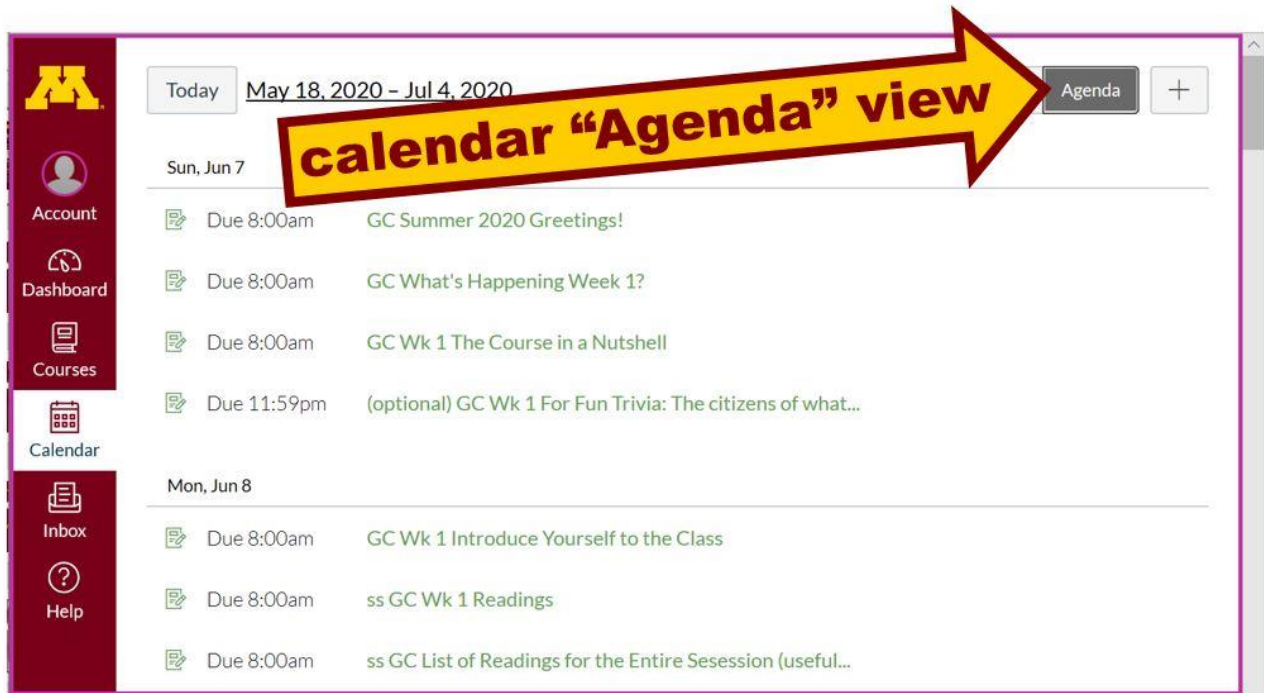 Today May 18, 2020 – Jul 4, 2020 Agenda +
calendar “Agenda” view
Sun, Jun 7
Due 8:00am GC Summer 2020 Greetings!
Account
Due 8:00am GC What's Happening Week 1?
Dashboard
Due 8:00am GC Wk 1 The Course in a Nutshell
Courses
Due 11:59pm (optional) GC Wk 1 For Fun Trivia: The citizens of what...
Calendar
Mon, Jun 8
Inbox
Due 8:00am GC Wk 1 Introduce Yourself to the Class
Due 8:00am ss GC Wk 1 Readings
Help
Due 8:00am ss GC List of Readings for the Entire Sesession (useful...